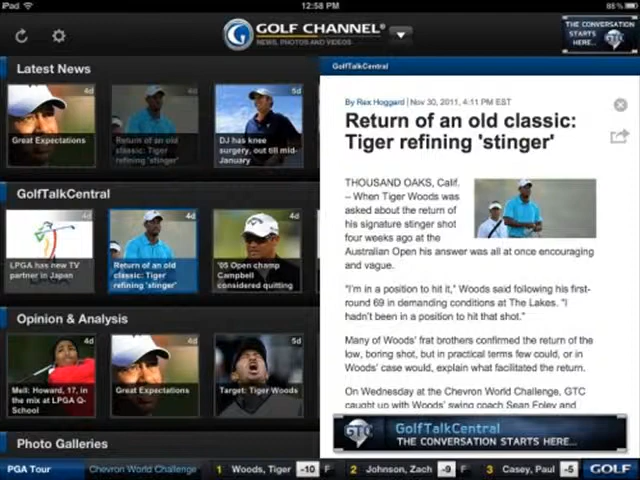 iPad
12:58 PM
88%
GOLF CHANNEL®
NEWS, PHOTOS AND VIDEOS
THE CONVERSATION
STARTS
HERE...
GTC
Latest News
4d
Great Expectations
4d
Return of an old
classic: Tiger
refining 'stinger'
5d
DJ has knee
surgery, out till mid-
January
GolfTalkCentral
4d
LPGA has new TV
partner in Japan
4d
Return of an old
classic: Tiger
refining 'stinger'
4d
'05 Open champ
Campbell
considered quitting
Opinion & Analysis
4d
Mell: Howard, 17, in
the mix at LPGA Q-
School
4d
Great Expectations
5d
Target: Tiger Woods
Photo Galleries
GolfTalkCentral
By Rex Hoggard | Nov 30, 2011, 4:11 PM EST
Return of an old classic:
Tiger refining 'stinger'
THOUSAND OAKS, Calif.
– When Tiger Woods was
asked about the return of
his signature stinger shot
four weeks ago at the
Australian Open his answer was all at once encouraging
and vague.
"I'm in a position to hit it," Woods said following his first-
round 69 in demanding conditions at The Lakes. "I
hadn't been in a position to hit that shot."
Many of Woods' frat brothers confirmed the return of the
low, boring shot, but in practical terms few could, or in
Woods' case would, explain what facilitated the return.
On Wednesday at the Chevron World Challenge, GTC
caught up with Woods' swing coach Sean Foley and
GTC
GolfTalkCentral
THE CONVERSATION STARTS HERE...
PGA Tour Chevron World Challenge 1 Woods, Tiger -10 F 2 Johnson, Zach -9 F 3 Casey, Paul -5 GOLF